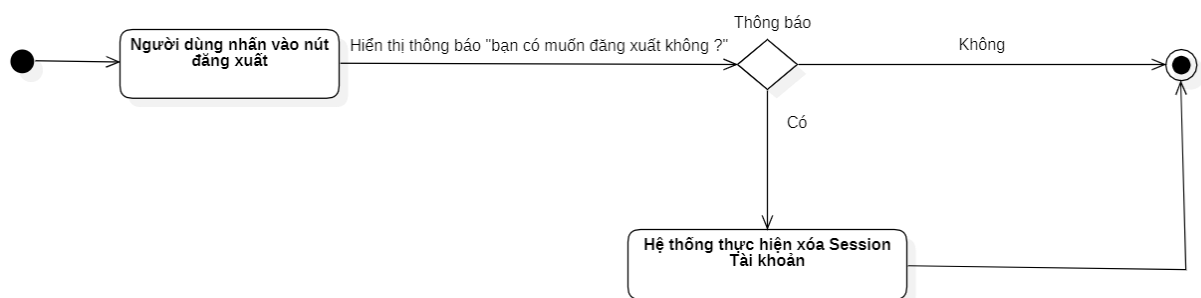 Thông báo
Người dùng nhấn vào nút
đăng xuất
Hiển thị thông báo "bạn có muốn đăng xuất không ?"
Không
Có
Hệ thống thực hiện xóa Session
Tài khoản